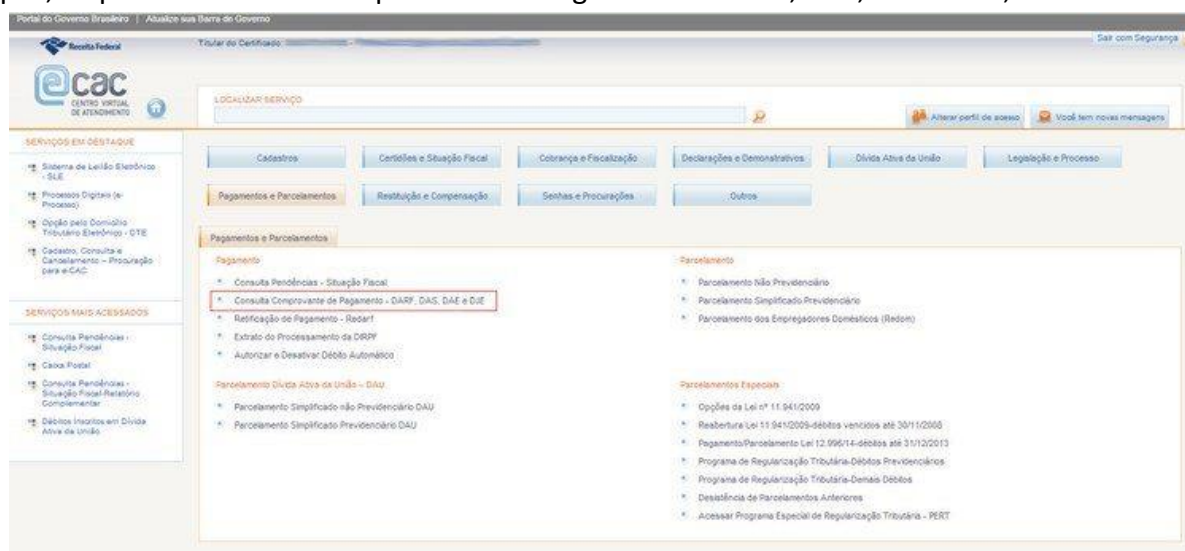 Portal do Governo Brasileiro | Atualize sua Barra de Governo
Receita Federal
Titular do Certificado:
Sair com Segurança
ecac
CENTRO VIRTUAL
DE ATENDIMENTO
LOCALIZAR SERVIÇO
Alterar perfil de acesso
Você tem novas mensagens
SERVIÇOS EM DESTAQUE
Sistema de Leilão Eletrônico
- SLE
Processos Digitais (e-
Processo)
Opção pelo Domicílio
Tributário Eletrônico - DTE
Cadastro, Consulta e
Cancelamento – Procuração
para e-CAC
SERVIÇOS MAIS ACESSADOS
Consulta Pendências -
Situação Fiscal
Caixa Postal
Consulta Pendências -
Situação Fiscal-Relatório
Complementar
Débitos Inscritos em Dívida
Ativa da União
Cadastros
Certidões e Situação Fiscal
Cobrança e Fiscalização
Declarações e Demonstrativos
Dívida Ativa da União
Legislação e Processo
Pagamentos e Parcelamentos
Restituição e Compensação
Senhas e Procurações
Outros
Pagamentos e Parcelamentos
Pagamento
Consulta Pendências - Situação Fiscal
Consulta Comprovante de Pagamento - DARF, DAS, DAE e DJE
Retificação de Pagamento - Redarf
Extrato do Processamento da DIRPF
Autorizar e Desativar Débito Automático
Parcelamento
Parcelamento Não Previdenciário
Parcelamento Simplificado Previdenciário
Parcelamento dos Empregadores Domésticos (Redom)
Parcelamento Dívida Ativa da União – DAU
Parcelamento Simplificado não Previdenciário DAU
Parcelamento Simplificado Previdenciário DAU
Parcelamentos Especiais
Opções da Lei nº 11.941/2009
Reabertura Lei 11.941/2009-débitos vencidos até 30/11/2008
Pagamento/Parcelamento Lei 12.996/14-débitos até 31/12/2013
Programa de Regularização Tributária-Débitos Previdenciários
Programa de Regularização Tributária-Demais Débitos
Desistência de Parcelamentos Anteriores
Acessar Programa Especial de Regularização Tributária - PERT